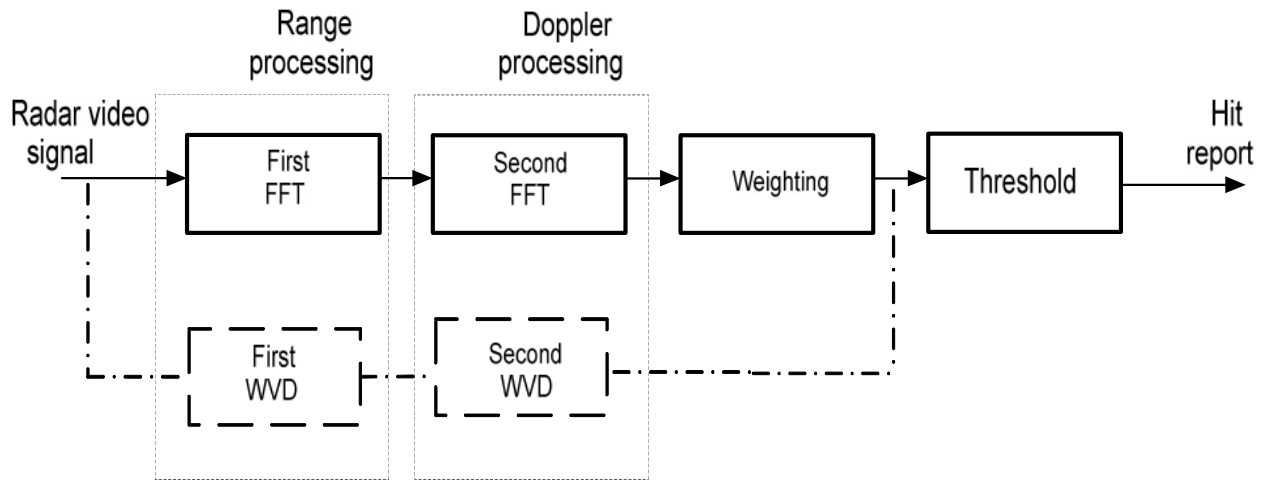 Range
processing
Doppler
processing
Radar video
signal
First
FFT
Second
FFT
Weighting
Threshold
Hit
report
First
WVD
Second
WVD